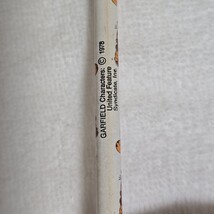 GARFIELD Characters: © 1978
United Feature
Syndicate, Inc.